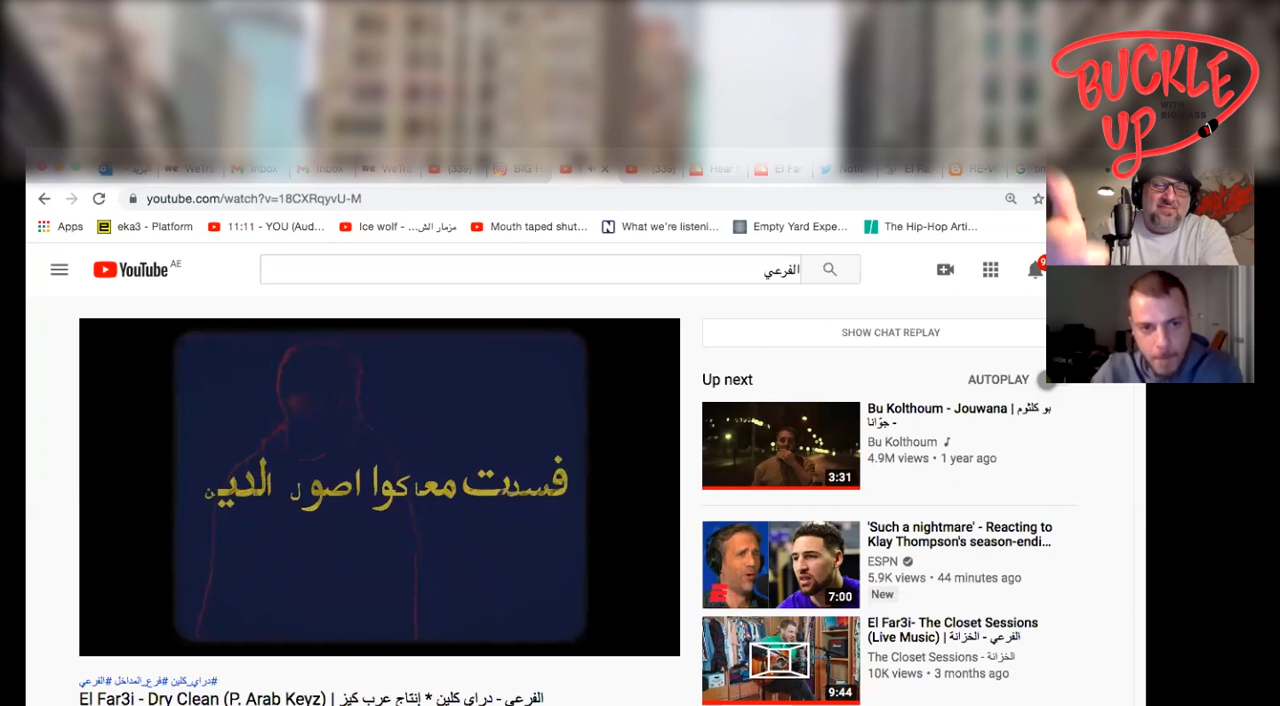 BUCKLE
UP
WITH
Inbox
Inbox
youtube.com/watch?v=18CXRqyvU-M
Apps
eka3 - Platform
11:11 - YOU (Aud...
Ice wolf - ...مزمار الش
Mouth taped shut...
What we're listeni...
Empty Yard Expe...
The Hip-Hop Arti...
YouTube AE
الفرعي
9
SHOW CHAT REPLAY
فسدت معاكوا اصول الدين
Up next
AUTOPLAY
Bu Kolthoum - Jouwana | بو كلثوم
- جوّانا
Bu Kolthoum
4.9M views • 1 year ago
3:31
'Such a nightmare' - Reacting to
Klay Thompson's season-endi...
ESPN
5.9K views • 44 minutes ago
New
7:00
El Far3i- The Closet Sessions
(Live Music) | الفرعي - الخزانة
The Closet Sessions - الخزانة
10K views • 3 months ago
9:44
#دراي_كلين #فرع_المداخل #الفرعي
El Far3i - Dry Clean (P. Arab Keyz) | الفرعي - دراي كلين * إنتاج عرب كيز